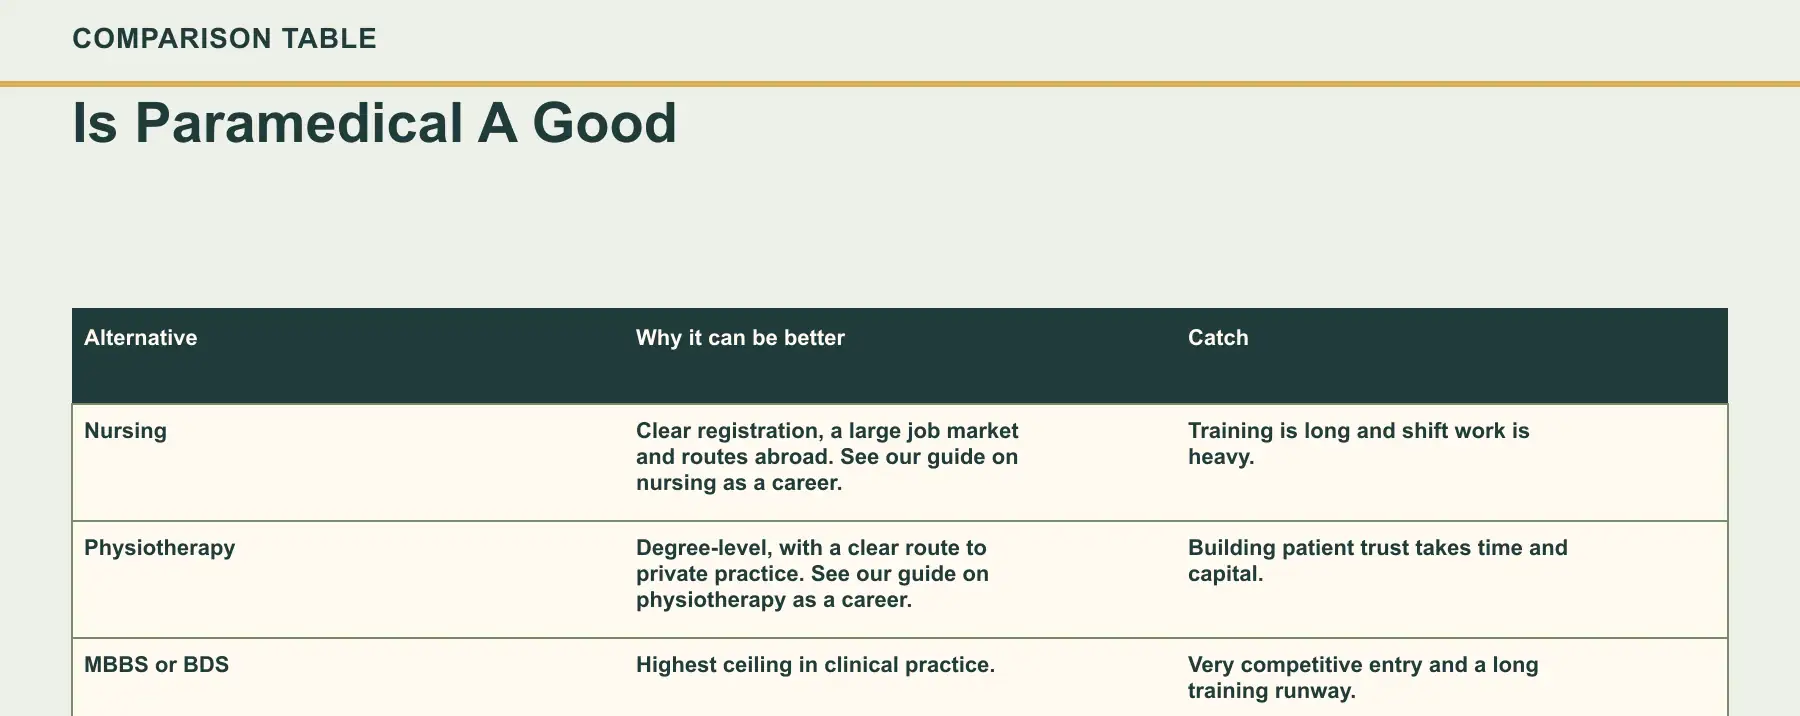 COMPARISON TABLE
Is Paramedical A Good
Alternative
Why it can be better
Catch
Nursing
Clear registration, a large job market
and routes abroad. See our guide on
nursing as a career.
Training is long and shift work is
heavy.
Physiotherapy
Degree-level, with a clear route to
private practice. See our guide on
physiotherapy as a career.
Building patient trust takes time and
capital.
MBBS or BDS
Highest ceiling in clinical practice.
Very competitive entry and a long
training runway.